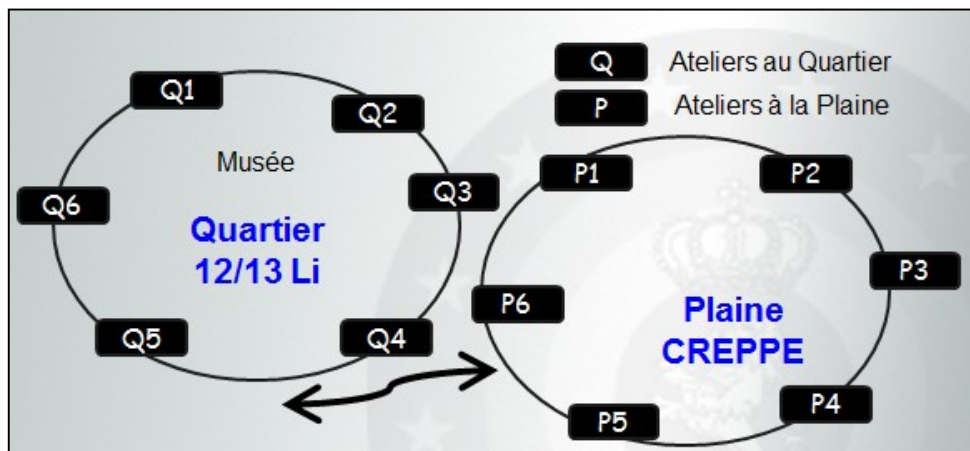 Q Ateliers au Quartier
P Ateliers à la Plaine
Q1
Q2
Musée
Q3
Q6
Quartier
12/13 Li
Q5
Q4
P1
P2
P3
P6
Plaine
CREPPE
P4
P5